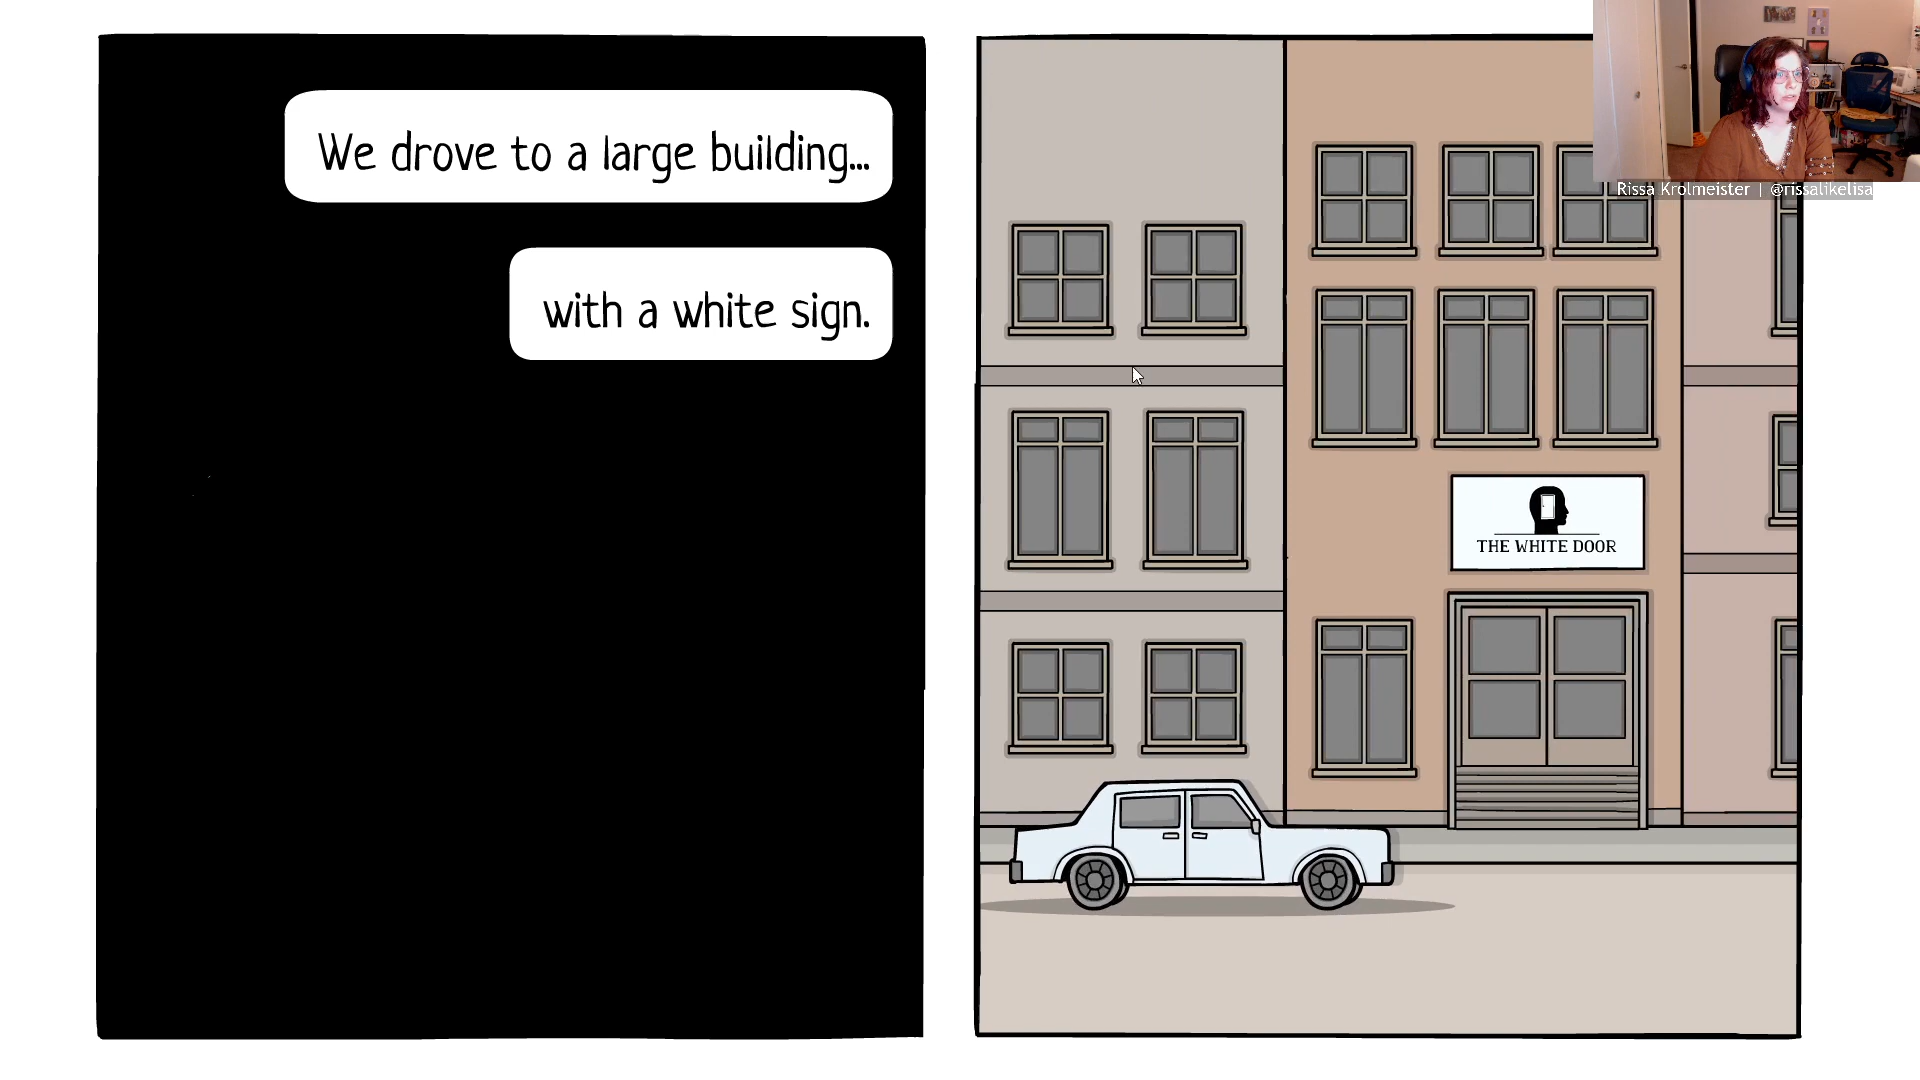 We drove to a large building...
with a white sign.
THE WHITE DOOR
Rissa Krolmeister | @rissalikelisa